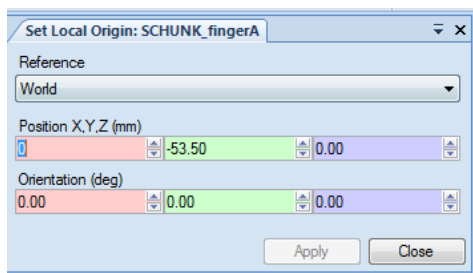 Set Local Origin: SCHUNK_fingerA
Reference
World
Position X,Y,Z (mm)
0 -53.50 0.00
Orientation (deg)
0.00 0.00 0.00
Apply Close